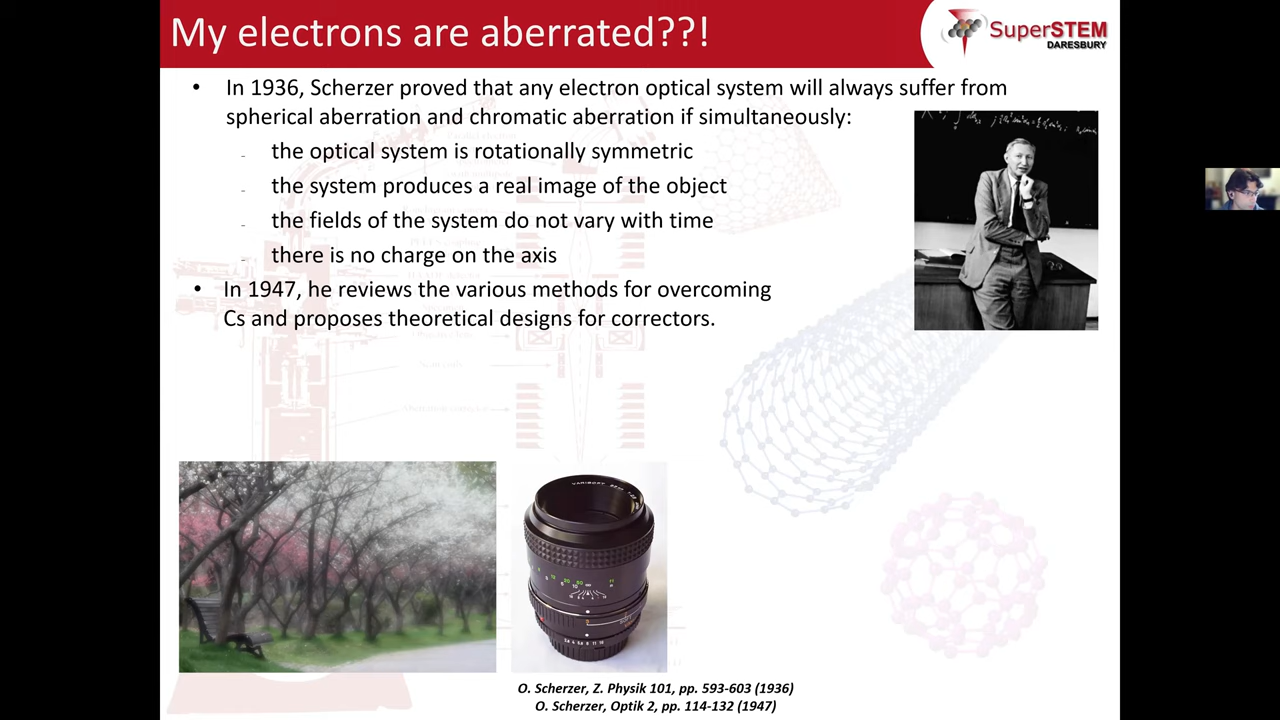 My electrons are aberrated??!
SuperSTEM
DARESBURY
• In 1936, Scherzer proved that any electron optical system will always suffer from
spherical aberration and chromatic aberration if simultaneously:
- the optical system is rotationally symmetric
- the system produces a real image of the object
- the fields of the system do not vary with time
- there is no charge on the axis
• In 1947, he reviews the various methods for overcoming
Cs and proposes theoretical designs for correctors.
O. Scherzer, Z. Physik 101, pp. 593-603 (1936)
O. Scherzer, Optik 2, pp. 114-132 (1947)